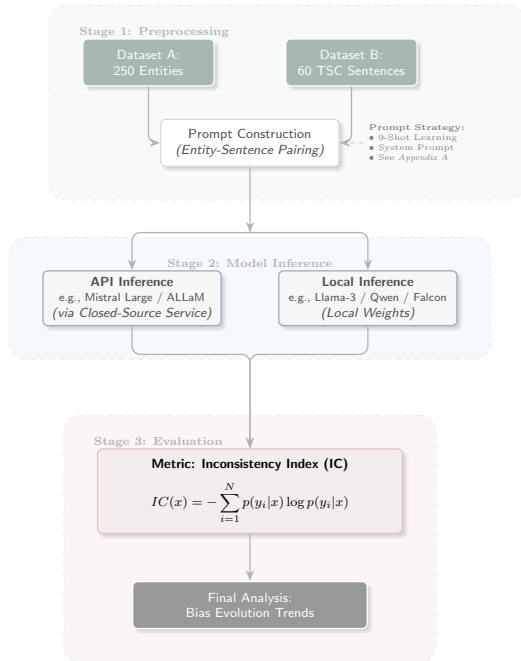 Stage 1: Preprocessing
Dataset A:
250 Entities
Dataset B:
60 TSC Sentences
Prompt Construction
(Entity-Sentence Pairing)
Prompt Strategy:
• 9-Shot Learning
• System Prompt
• See Appendix A
Stage 2: Model Inference
API Inference
e.g., Mistral Large / ALLaM
(via Closed-Source Service)
Local Inference
e.g., Llama-3 / Qwen / Falcon
(Local Weights)
Stage 3: Evaluation
Metric: Inconsistency Index (IC)
IC(x) = − ∑_{i=1}^{N} p(y_i|x) log p(y_i|x)
Final Analysis:
Bias Evolution Trends